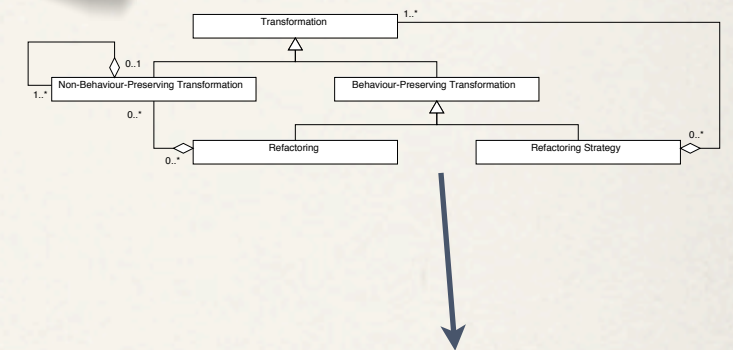 1..*
Transformation
0..1
Non-Behaviour-Preserving Transformation
Behaviour-Preserving Transformation
1..*
0..*
0..*
Refactoring
Refactoring Strategy
0..*